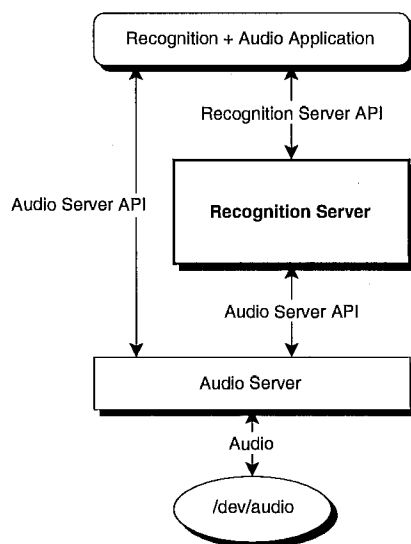 Recognition + Audio Application
Recognition Server API
Audio Server API
Recognition Server
Audio Server API
Audio Server
Audio
/dev/audio